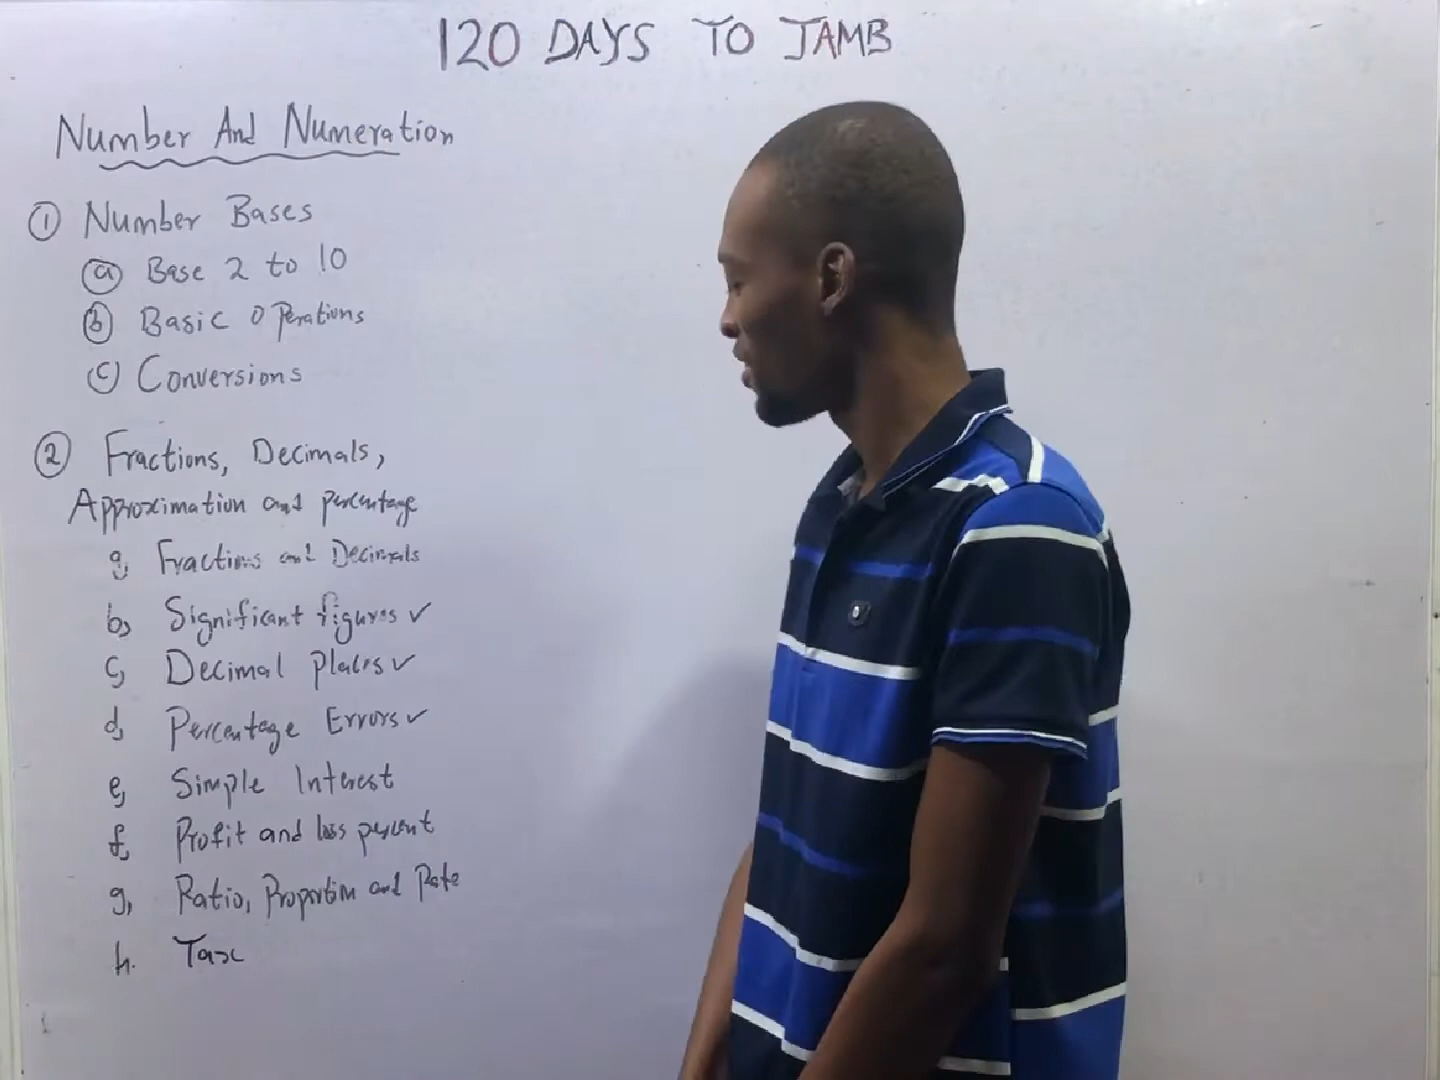 120 DAYS TO JAMB
Number And Numeration
① Number Bases
ⓐ Base 2 to 10
ⓑ Basic Operations
ⓒ Conversions
② Fractions, Decimals,
Approximation and percentage
a, Fractions and Decimals
b, Significant figures ✓
c, Decimal Places ✓
d, Percentage Errors ✓
e, Simple Interest
f, Profit and loss percent
g, Ratio, Proportion and Rate
h. Tax